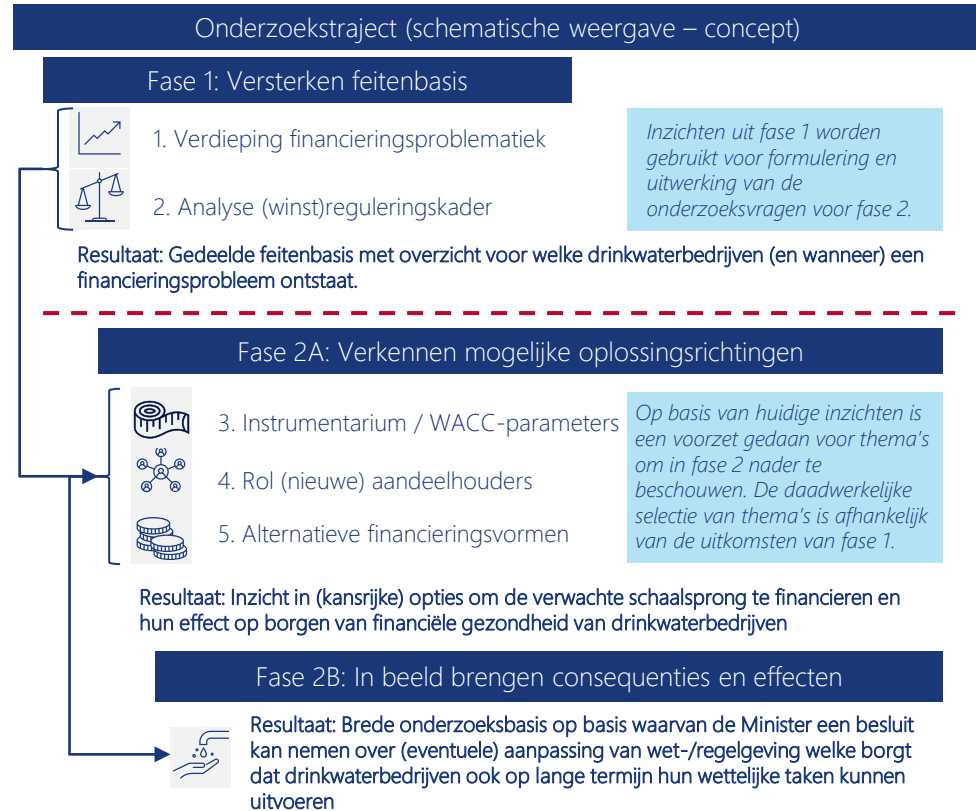 Onderzoekstraject (schematische weergave – concept)
Fase 1: Versterken feitenbasis
1. Verdieping financieringsproblematiek
2. Analyse (winst)reguleringskader
Inzichten uit fase 1 worden
gebruikt voor formulering en
uitwerking van de
onderzoeksvragen voor fase 2.
Resultaat: Gedeelde feitenbasis met overzicht voor welke drinkwaterbedrijven (en wanneer) een
financieringsprobleem ontstaat.
Fase 2A: Verkennen mogelijke oplossingsrichtingen
3. Instrumentarium / WACC-parameters
4. Rol (nieuwe) aandeelhouders
5. Alternatieve financieringsvormen
Op basis van huidige inzichten is
een voorzet gedaan voor thema's
om in fase 2 nader te
beschouwen. De daadwerkelijke
selectie van thema's is afhankelijk
van de uitkomsten van fase 1.
Resultaat: Inzicht in (kansrijke) opties om de verwachte schaalsprong te financieren en
hun effect op borgen van financiële gezondheid van drinkwaterbedrijven
Fase 2B: In beeld brengen consequenties en effecten
Resultaat: Brede onderzoeksbasis op basis waarvan de Minister een besluit
kan nemen over (eventuele) aanpassing van wet-/regelgeving welke borgt
dat drinkwaterbedrijven ook op lange termijn hun wettelijke taken kunnen
uitvoeren